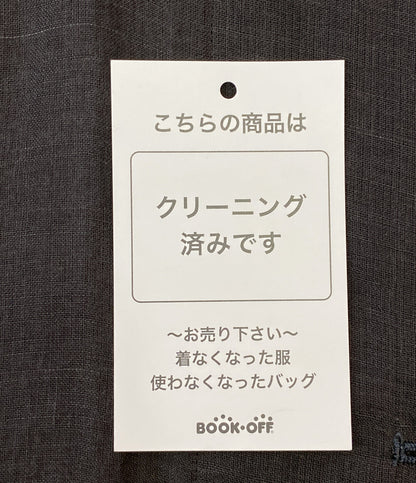 こちらの商品は
クリーニング
済みです
〜お売り下さい〜
着なくなった服
使わなくなったバッグ
BOOK・OFF